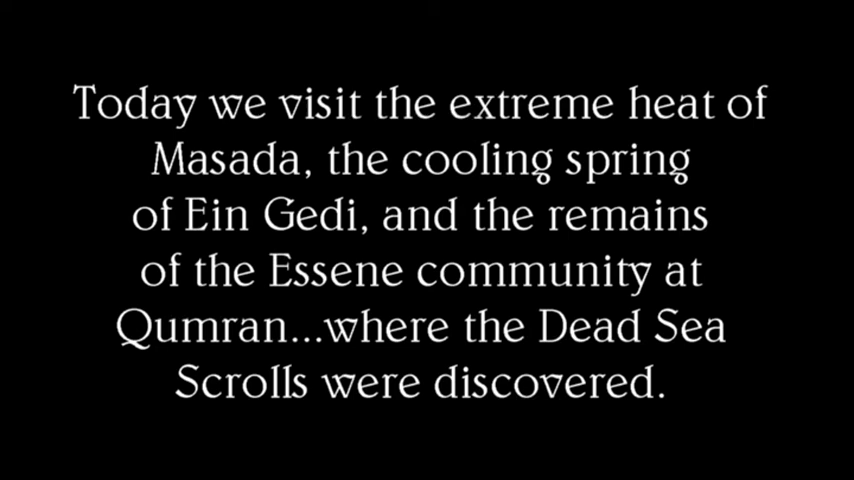 Today we visit the extreme heat of
Masada, the cooling spring
of Ein Gedi, and the remains
of the Essene community at
Qumran...where the Dead Sea
Scrolls were discovered.